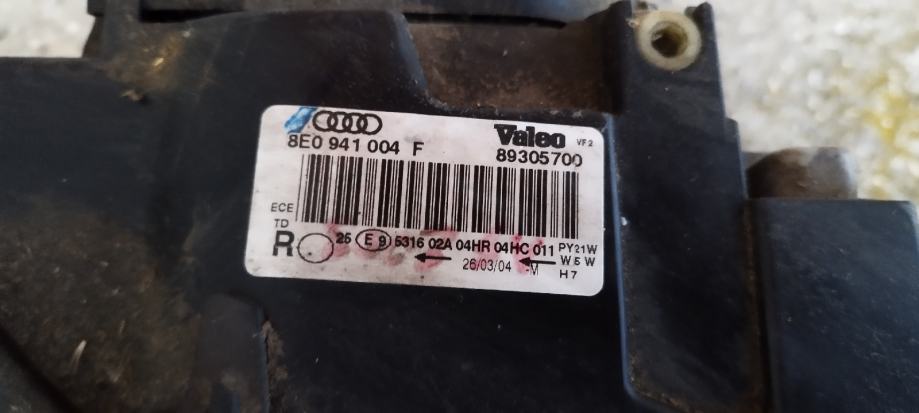 Valeo VF2
8E0 941 004 F 89305700
ECE
TD
R 25 E9 5316 02A 04HR 04HC 011 PY21W
26/03/04 -M W5W
H7